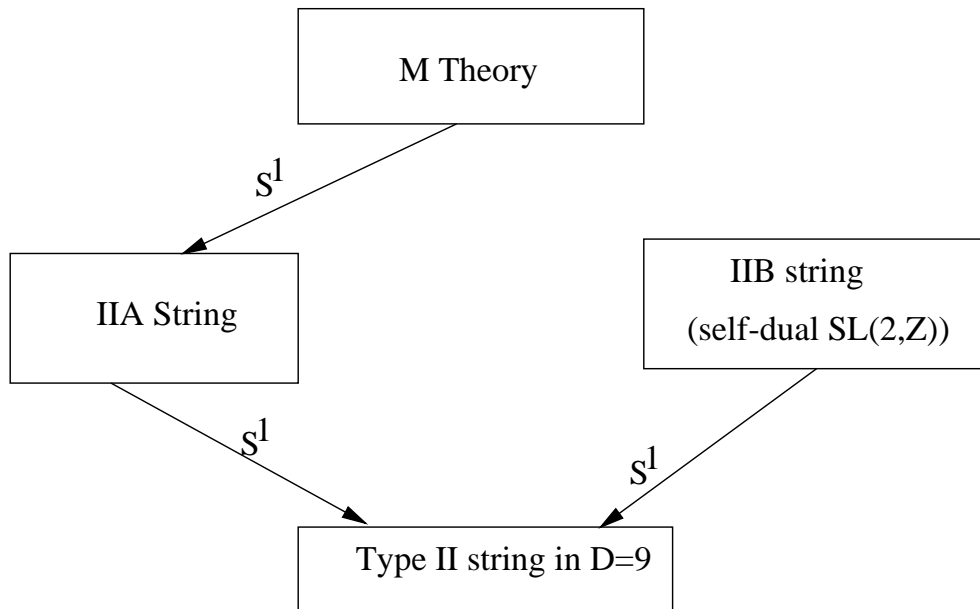 M Theory
S¹
IIA String
IIB string
(self-dual SL(2,Z))
S¹
S¹
Type II string in D=9